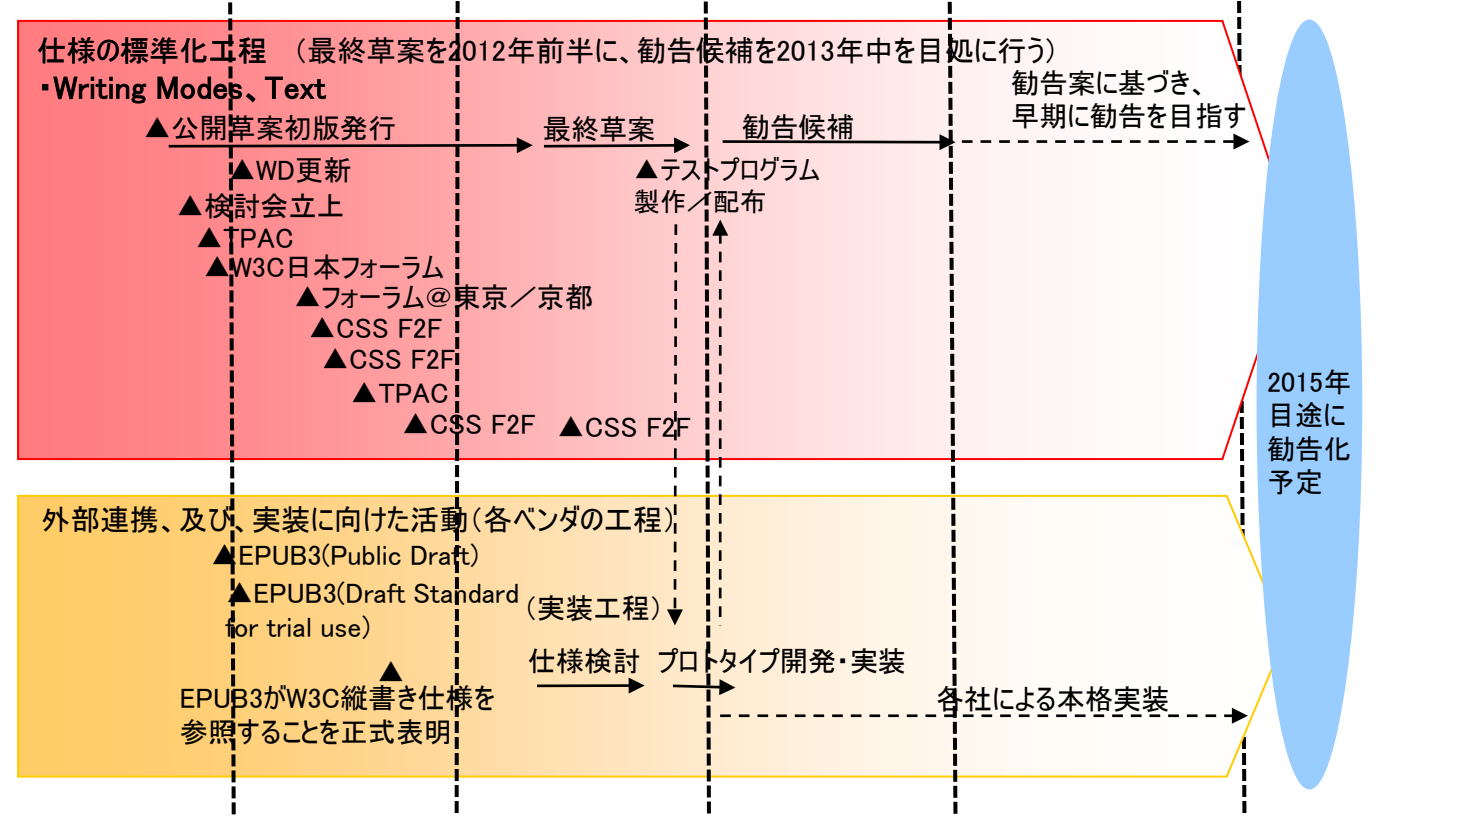 仕様の標準化工程　（最終草案を2012年前半に、勧告候補を2013年中を目処に行う）
・Writing Modes、Text
勧告案に基づき、
早期に勧告を目指す
▲公開草案初版発行
最終草案
勧告候補
▲WD更新
▲テストプログラム
製作／配布
▲検討会立上
▲TPAC
▲W3C日本フォーラム
▲フォーラム＠東京／京都
▲CSS F2F
▲CSS F2F
▲TPAC
▲CSS F2F
▲CSS F2F
2015年
目途に
勧告化
予定
外部連携、及び、実装に向けた活動（各ベンダの工程）
▲EPUB3(Public Draft)
▲EPUB3(Draft Standard
for trial use)
（実装工程）
仕様検討
プロトタイプ開発・実装
▲
EPUB3がW3C縦書き仕様を
参照することを正式表明
各社による本格実装